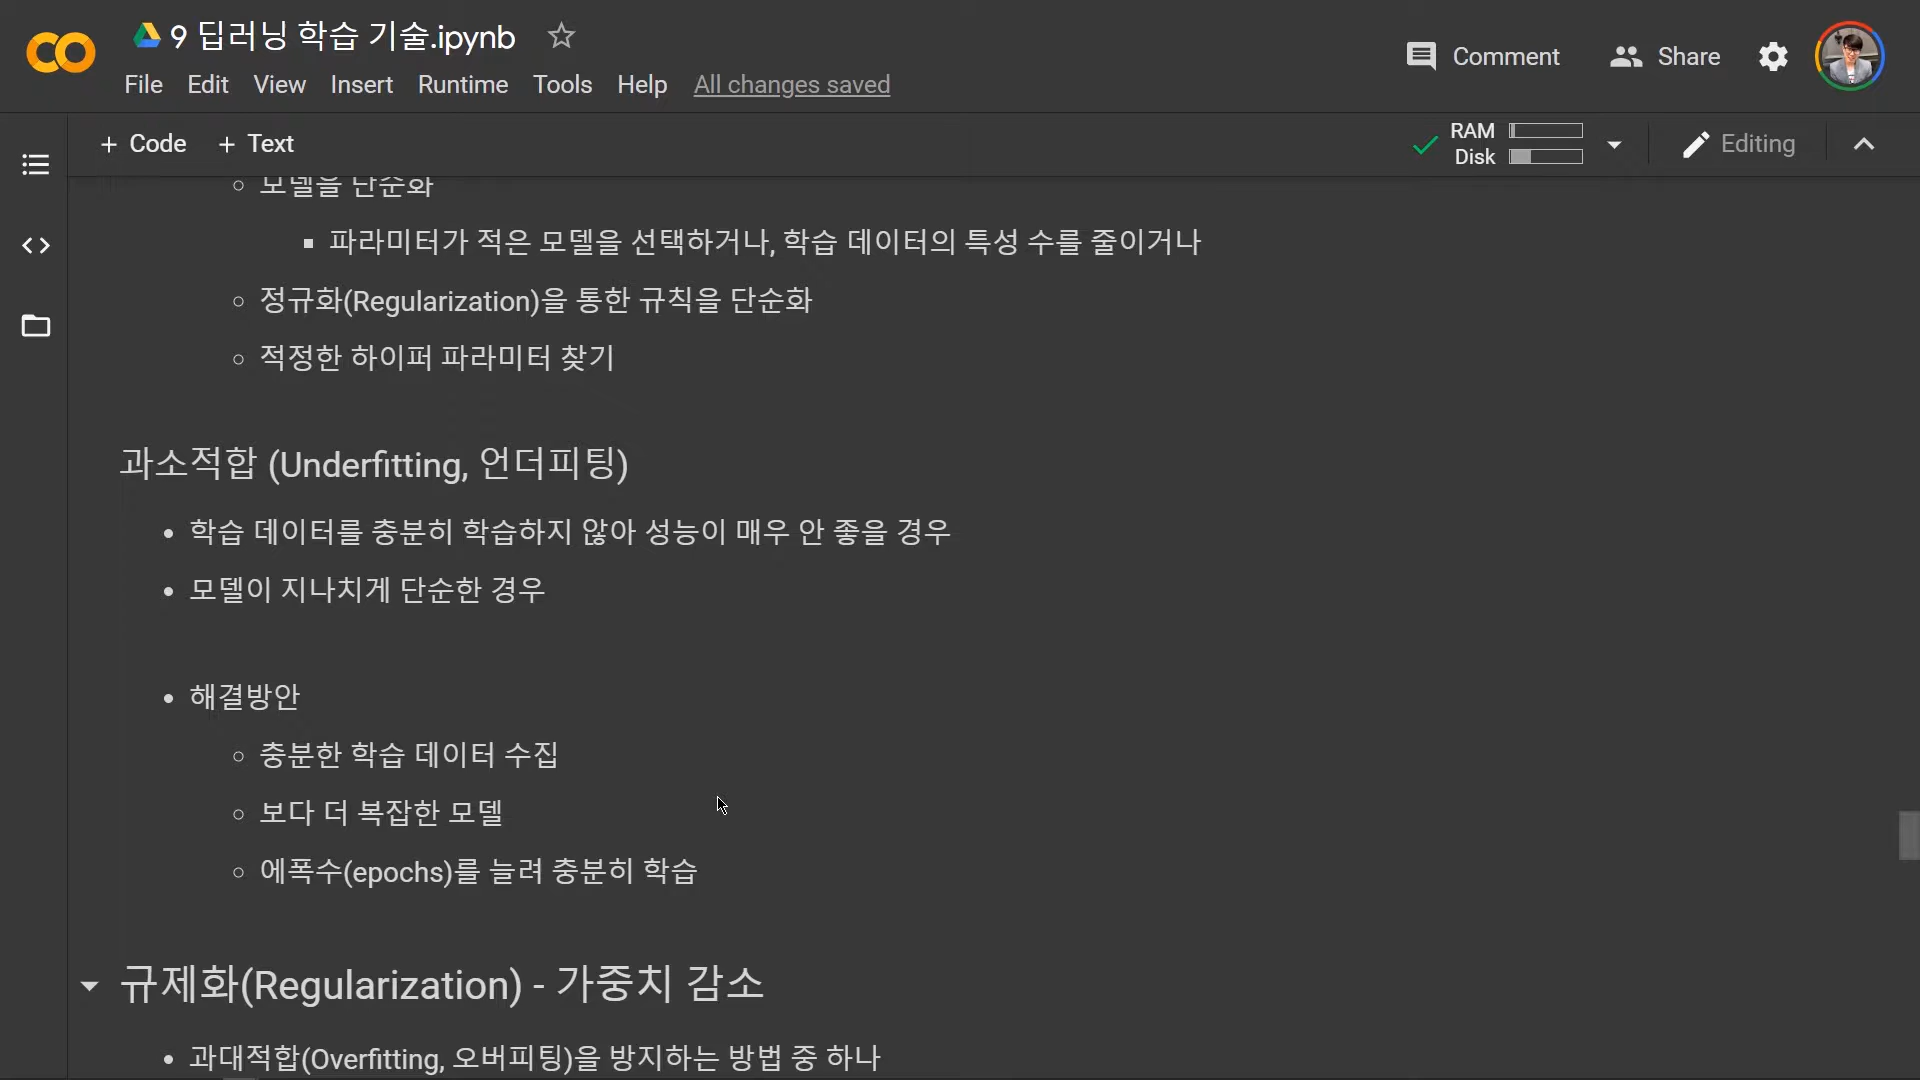 9 딥러닝 학습 기술.ipynb
Comment
Share
File Edit View Insert Runtime Tools Help All changes saved
+ Code + Text
RAM
Disk
Editing
모델을 단순화
파라미터가 적은 모델을 선택하거나, 학습 데이터의 특성 수를 줄이거나
정규화(Regularization)을 통한 규칙을 단순화
적정한 하이퍼 파라미터 찾기
과소적합 (Underfitting, 언더피팅)
학습 데이터를 충분히 학습하지 않아 성능이 매우 안 좋을 경우
모델이 지나치게 단순한 경우
해결방안
충분한 학습 데이터 수집
보다 더 복잡한 모델
에폭수(epochs)를 늘려 충분히 학습
규제화(Regularization) - 가중치 감소
과대적합(Overfitting, 오버피팅)을 방지하는 방법 중 하나